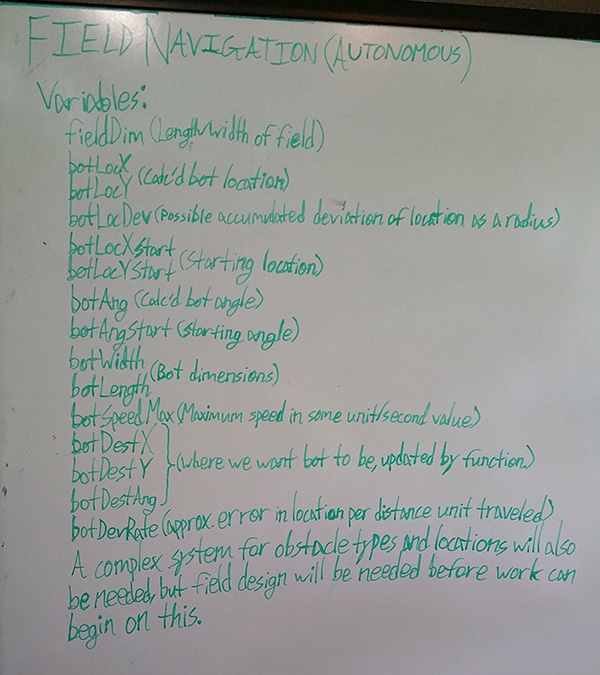 FIELD NAVIGATION (AUTONOMOUS)
Variables:
fieldDim (Length/width of field)
botLocX
botLocY (Calc'd bot location)
botLocDev (Possible accumulated deviation of location as a radius)
botLocXStart
botLocYStart (Starting location)
botAng (Calc'd bot angle)
botAngStart (Starting angle)
botWidth
botLength (Bot dimensions)
botSpeedMax (Maximum speed in some unit/second value)
botDestX
botDestY (where we want bot to be, updated by function.)
botDestAng
botDevRate (approx. error in location per distance unit traveled)
A complex system for obstacle types and locations will also
be needed, but field design will be needed before work can
begin on this.